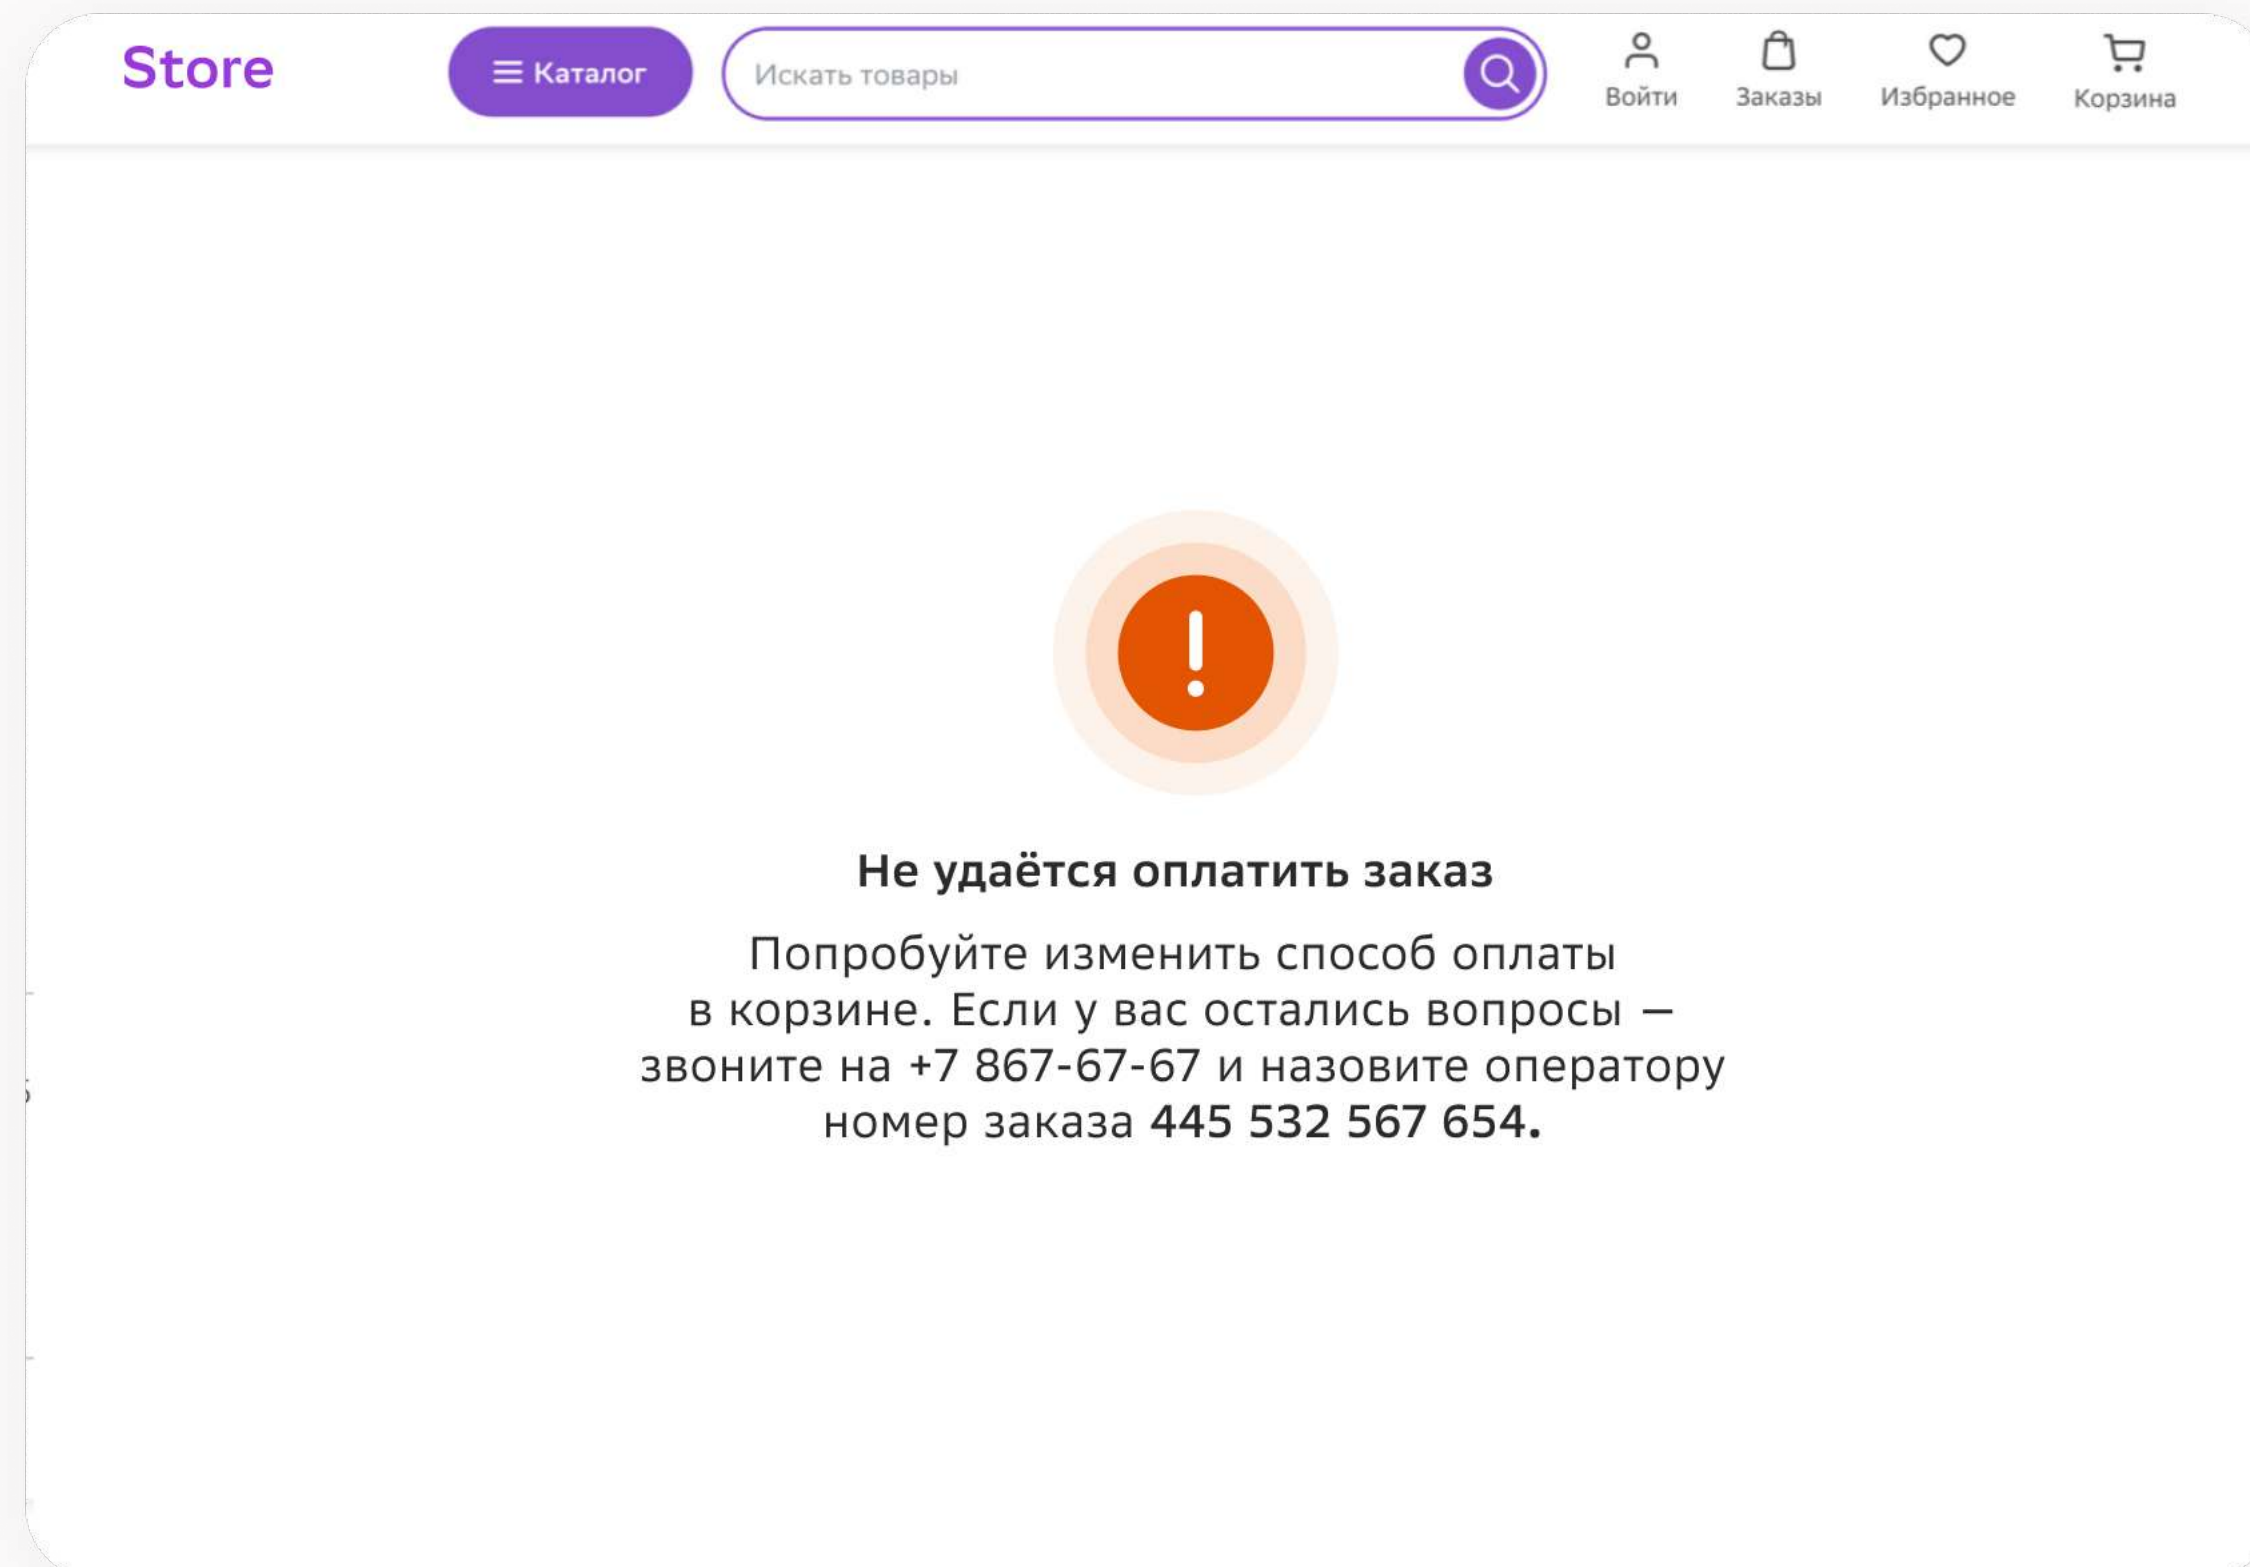 Store
Каталог
Искать товары
Войти
Заказы
Избранное
Корзина
Не удаётся оплатить заказ
Попробуйте изменить способ оплаты
в корзине. Если у вас остались вопросы —
звоните на +7 867-67-67 и назовите оператору
номер заказа 445 532 567 654.